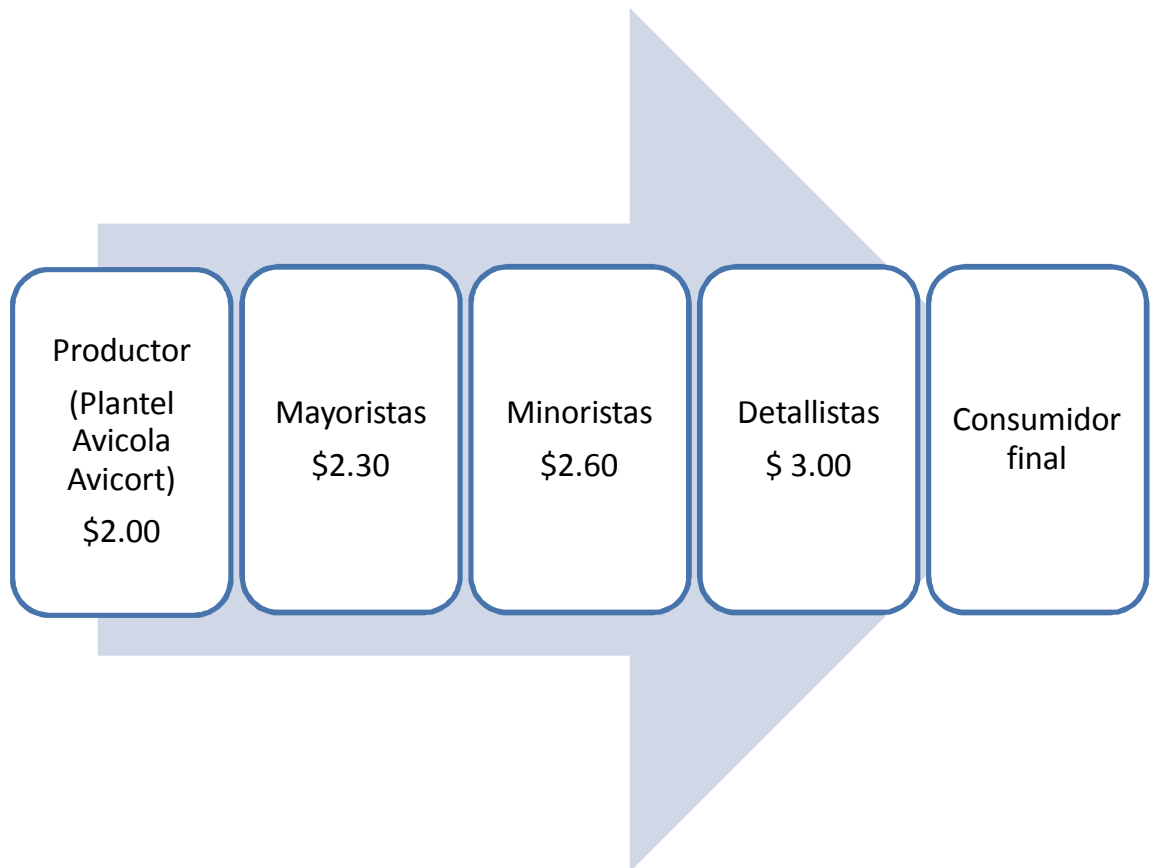 Productor
(Plantel
Avicola
Avicort)
$2.00
Mayoristas
$2.30
Minoristas
$2.60
Detallistas
$ 3.00
Consumidor
final